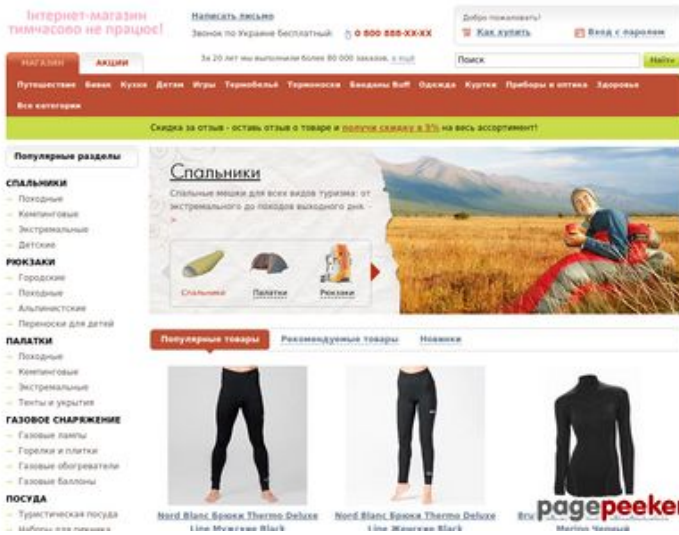 Інтернет-магазин
тимчасово не працює!
Написать письмо
Звонок по Украине бесплатный: 0 800 888-XX-XX
Добро пожаловать!
Как купить Вход с паролем
МАГАЗИН АКЦИИ
За 20 лет мы выполнили более 80 000 заказов, а ещё
Поиск Найти
Путешествие Бивак Кухня Детям Игры Термобельё Термоноски Банданы Buff Одежда Куртки Приборы и оптика Здоровье
Все категории
Скидка за отзыв - оставь отзыв о товаре и получи скидку в 5% на весь ассортимент!
Популярные разделы
СПАЛЬНИКИ
Походные
Кемпинговые
Экстремальные
Детские
РЮКЗАКИ
Городские
Походные
Альпинистские
Переноски для детей
ПАЛАТКИ
Походные
Кемпинговые
Экстремальные
Тенты и укрытия
ГАЗОВОЕ СНАРЯЖЕНИЕ
Газовые лампы
Горелки и плитки
Газовые обогреватели
Газовые баллоны
ПОСУДА
Туристическая посуда
Наборы для пикника
Спальники
Спальные мешки для всех видов туризма: от
экстремального до походов выходного дня. -
>
Спальники Палатки Рюкзаки
Популярные товары Рекомендуемые товары Новинки
Nord Blanc Брюки Thermo Deluxe
Line Мужские Black
Nord Blanc Брюки Thermo Deluxe
Line Женские Black
Bru
Merino Черный
pagepeeker